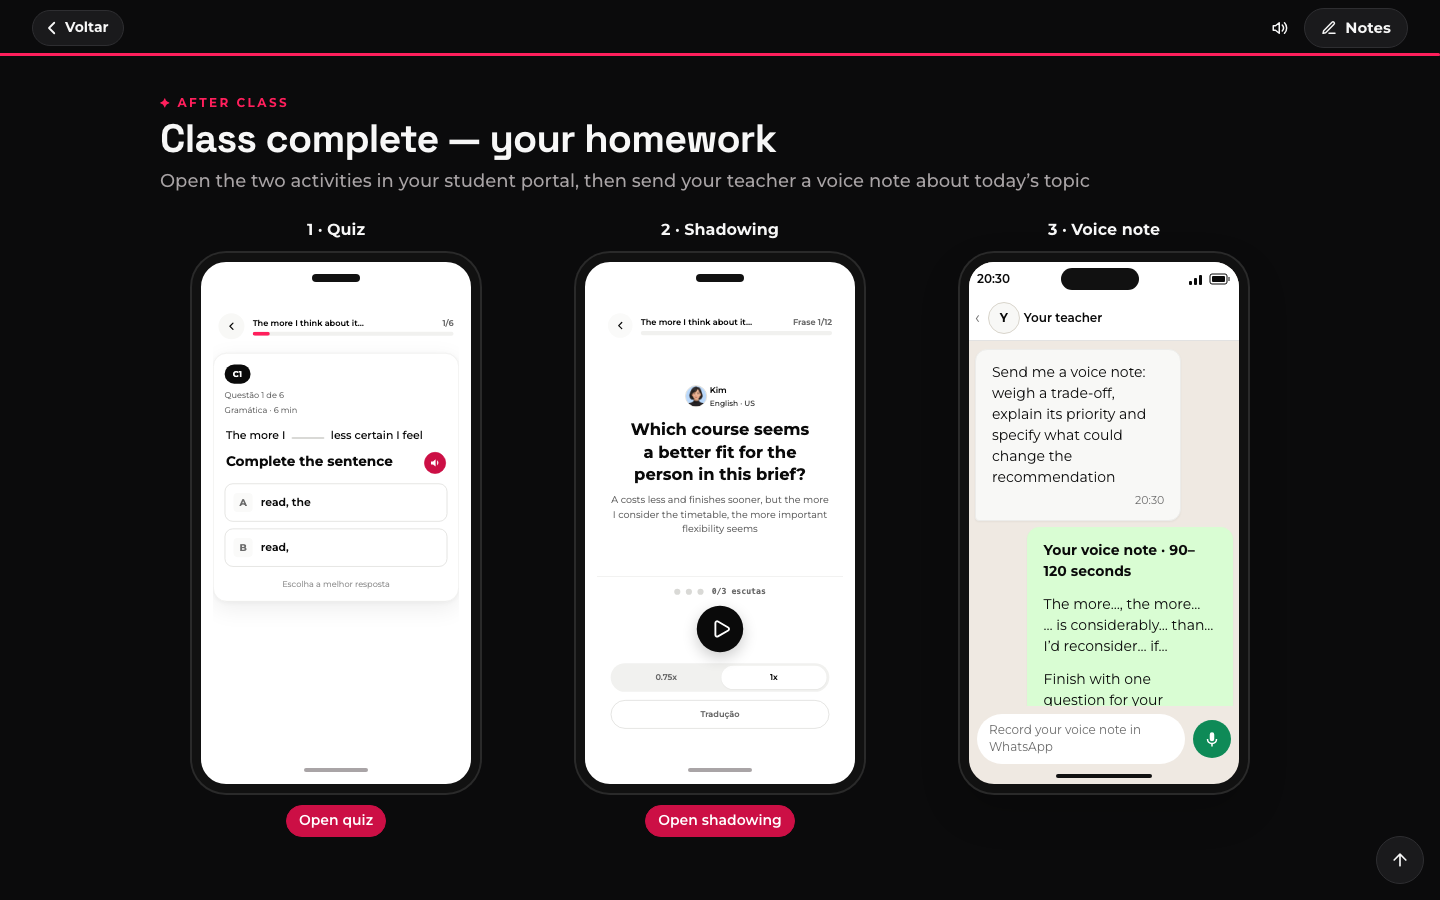 Voltar
Notes
AFTER CLASS
Class complete — your homework
Open the two activities in your student portal, then send your teacher a voice note about today's topic
1 · Quiz
The more I think about it...
1/6
C1
Questão 1 de 6
Gramática · 6 min
The more I ____ less certain I feel
Complete the sentence
A read, the
B read,
Escolha a melhor resposta
Open quiz
2 · Shadowing
The more I think about it...
Frase 1/12
Kim
English · US
Which course seems
a better fit for the
person in this brief?
A costs less and finishes sooner, but the more
I consider the timetable, the more important
flexibility seems
0/3 escutas
0.75x
1x
Tradução
Open shadowing
3 · Voice note
20:30
Y
Your teacher
Send me a voice note:
weigh a trade-off,
explain its priority and
specify what could
change the
recommendation
20:30
Your voice note · 90–
120 seconds
The more..., the more...
... is considerably... than...
I'd reconsider... if...
Finish with one
question for your
Record your voice note in
WhatsApp